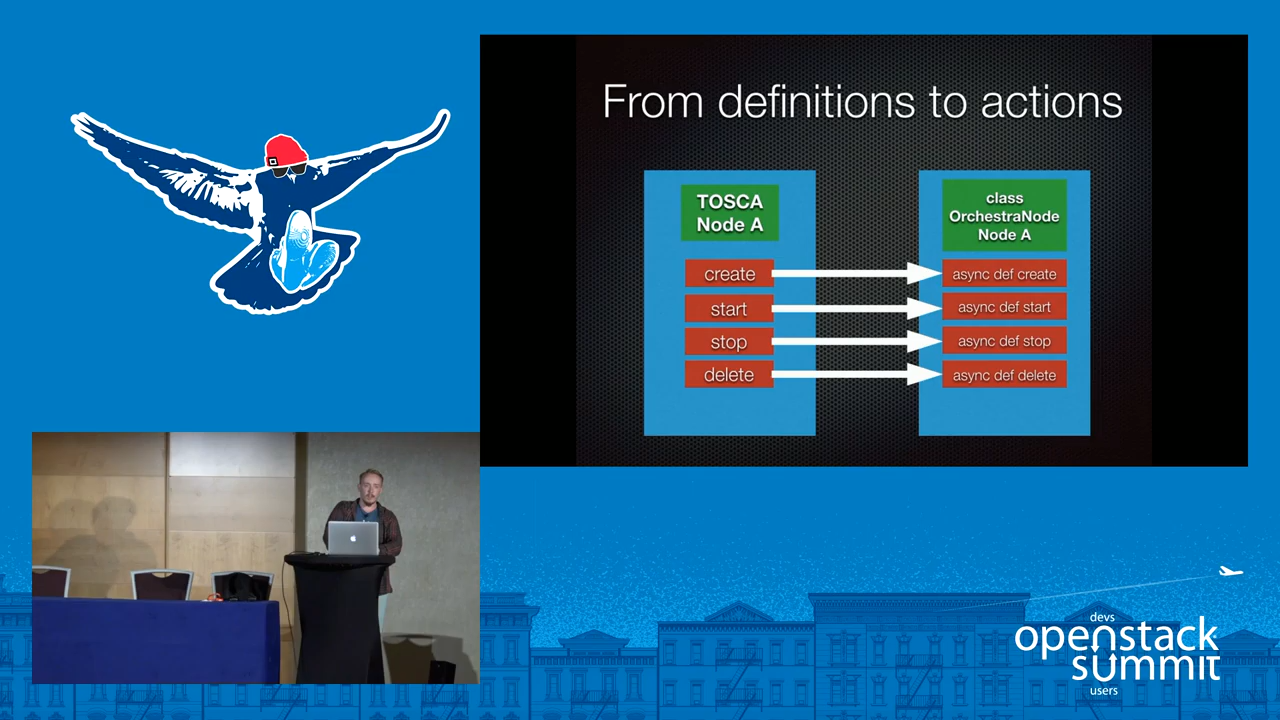 From definitions to actions
TOSCA
Node A
create
start
stop
delete
class
OrchestraNode
Node A
async def create
async def start
async def stop
async def delete
devs
openstack
summit
users